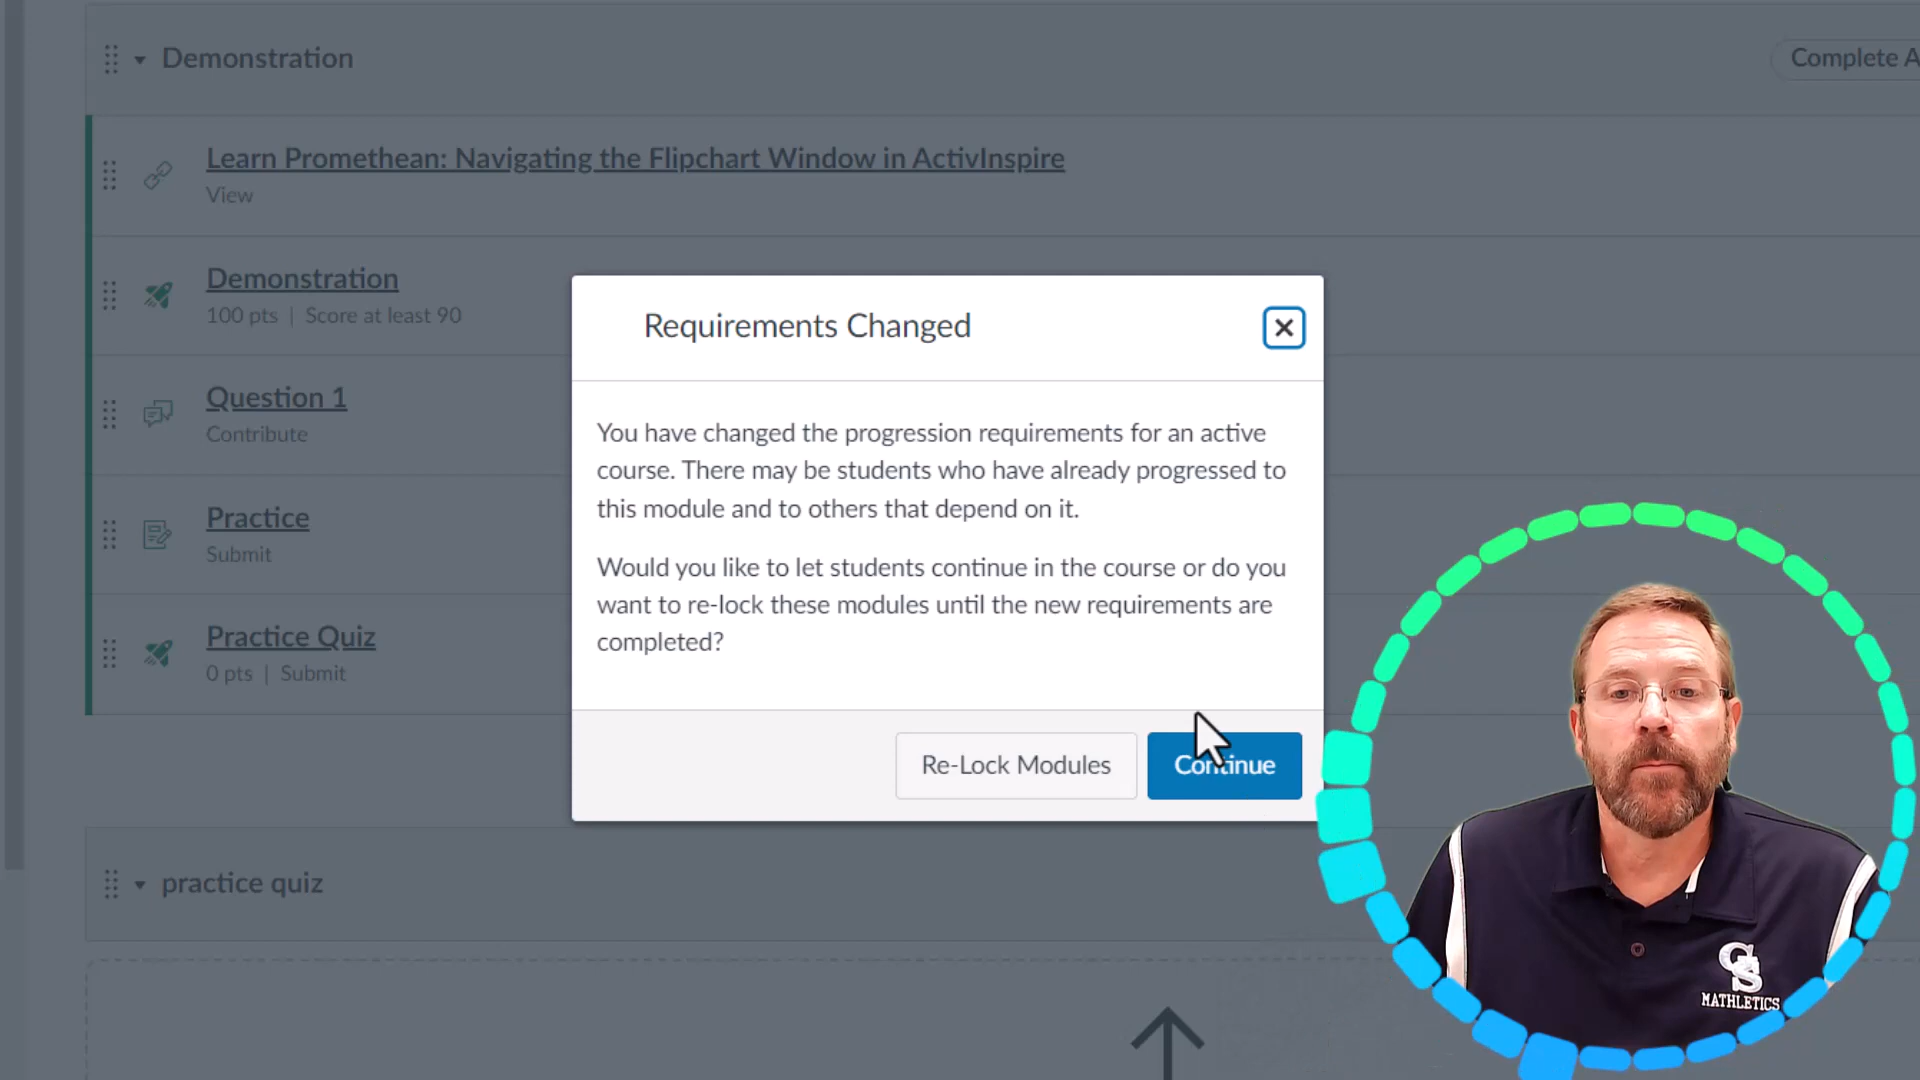 Demonstration
Complete A
Learn Promethean: Navigating the Flipchart Window in ActivInspire
View
Demonstration
100 pts | Score at least 90
Question 1
Contribute
Practice
Submit
Practice Quiz
0 pts | Submit
Requirements Changed
You have changed the progression requirements for an active
course. There may be students who have already progressed to
this module and to others that depend on it.
Would you like to let students continue in the course or do you
want to re-lock these modules until the new requirements are
completed?
Re-Lock Modules
Continue
practice quiz
GS
MATHLETICS